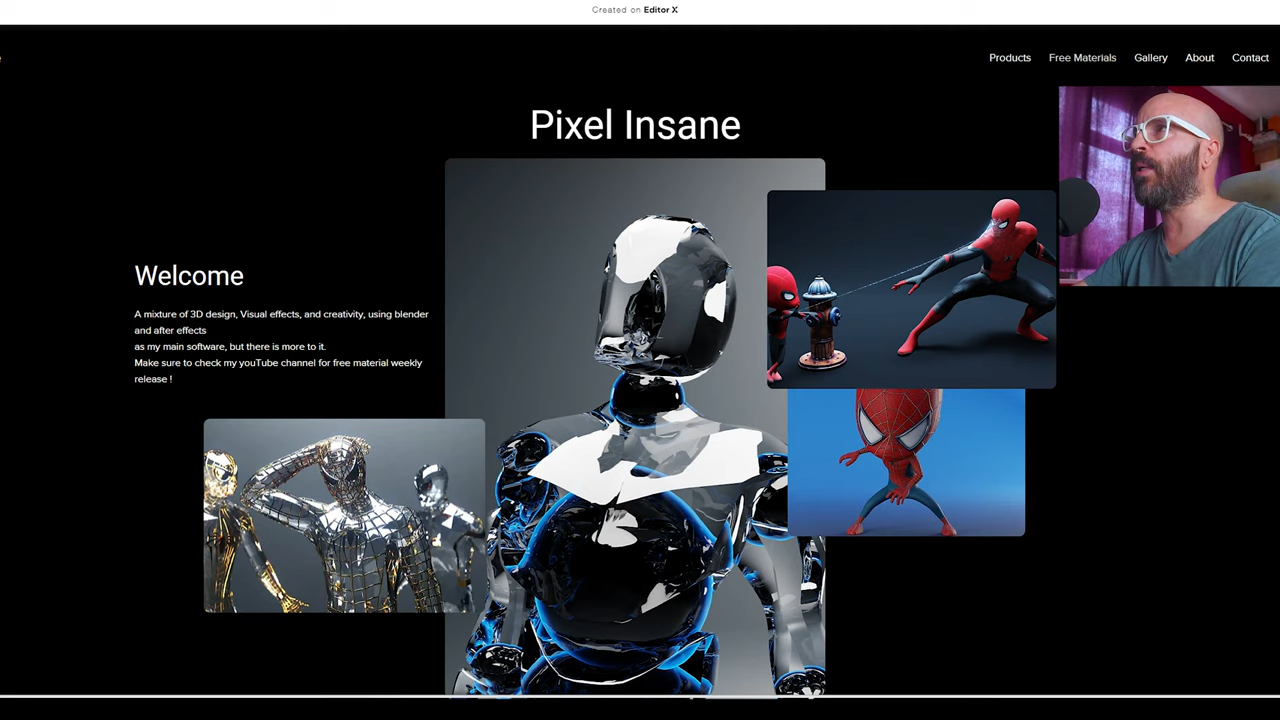 Created on Editor X
Products
Free Materials
Gallery
About
Contact
Pixel Insane
Welcome
A mixture of 3D design, Visual effects, and creativity, using blender
and after effects
as my main software, but there is more to it.
Make sure to check my youTube channel for free material weekly
release !